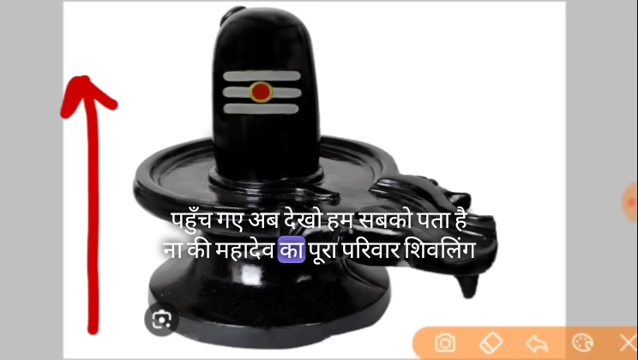 पहुँच गए अब देखो हम सबको पता है
ना की महादेव का पूरा परिवार शिवलिंग